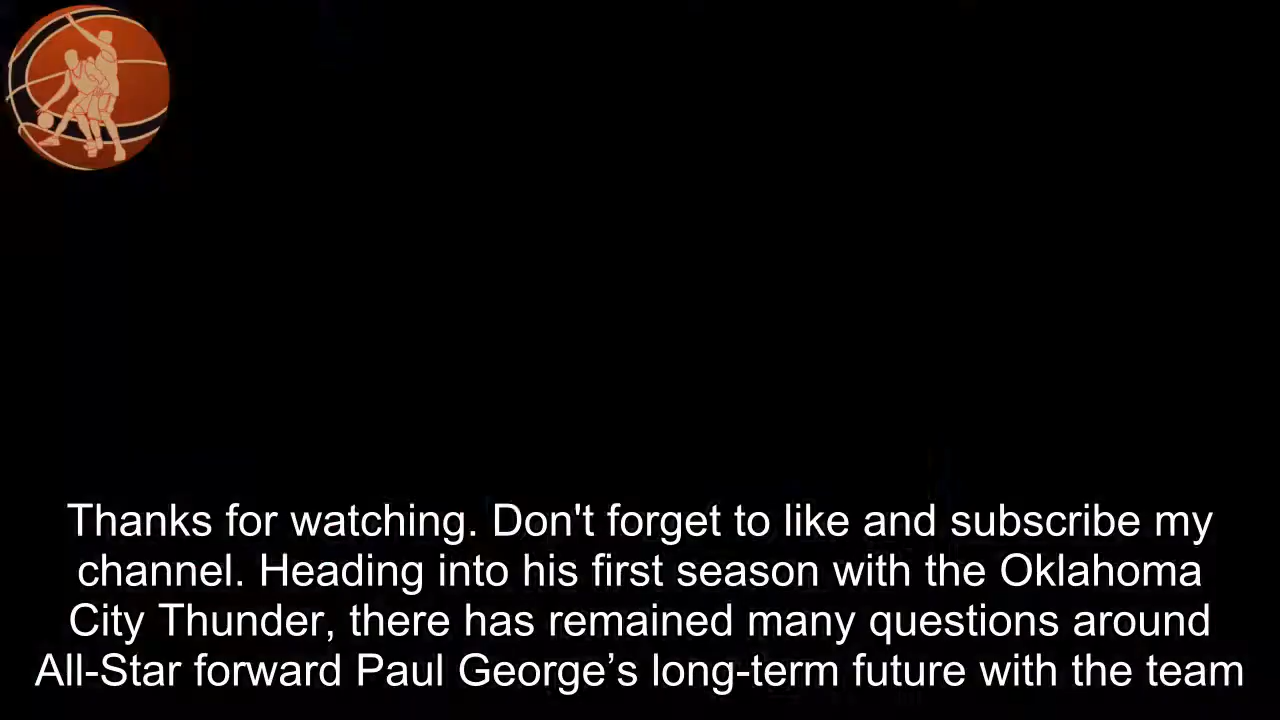 Thanks for watching. Don't forget to like and subscribe my
channel. Heading into his first season with the Oklahoma
City Thunder, there has remained many questions around
All-Star forward Paul George’s long-term future with the team